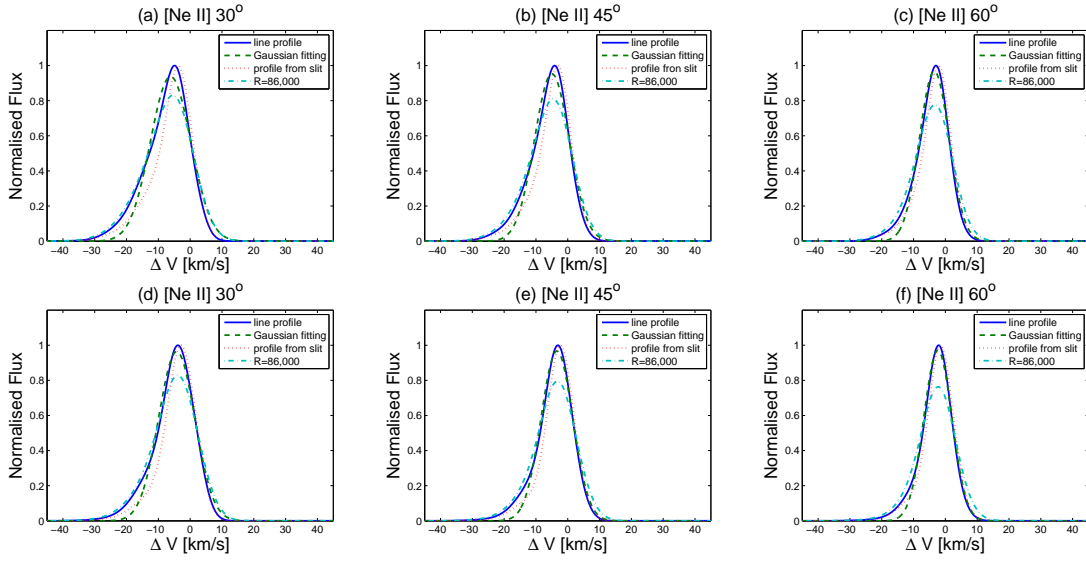 (a) [Ne II] 30°
Normalised Flux
1
0.8
0.6
0.4
0.2
0
−40 −30 −20 −10 0 10 20 30 40
Δ V [km/s]
line profile
Gaussian fitting
profile from slit
R=86,000
(b) [Ne II] 45°
Normalised Flux
1
0.8
0.6
0.4
0.2
0
−40 −30 −20 −10 0 10 20 30 40
Δ V [km/s]
line profile
Gaussian fitting
profile from slit
R=86,000
(c) [Ne II] 60°
Normalised Flux
1
0.8
0.6
0.4
0.2
0
−40 −30 −20 −10 0 10 20 30 40
Δ V [km/s]
line profile
Gaussian fitting
profile from slit
R=86,000
(d) [Ne II] 30°
Normalised Flux
1
0.8
0.6
0.4
0.2
0
−40 −30 −20 −10 0 10 20 30 40
Δ V [km/s]
line profile
Gaussian fitting
profile from slit
R=86,000
(e) [Ne II] 45°
Normalised Flux
1
0.8
0.6
0.4
0.2
0
−40 −30 −20 −10 0 10 20 30 40
Δ V [km/s]
line profile
Gaussian fitting
profile from slit
R=86,000
(f) [Ne II] 60°
Normalised Flux
1
0.8
0.6
0.4
0.2
0
−40 −30 −20 −10 0 10 20 30 40
Δ V [km/s]
line profile
Gaussian fitting
profile from slit
R=86,000